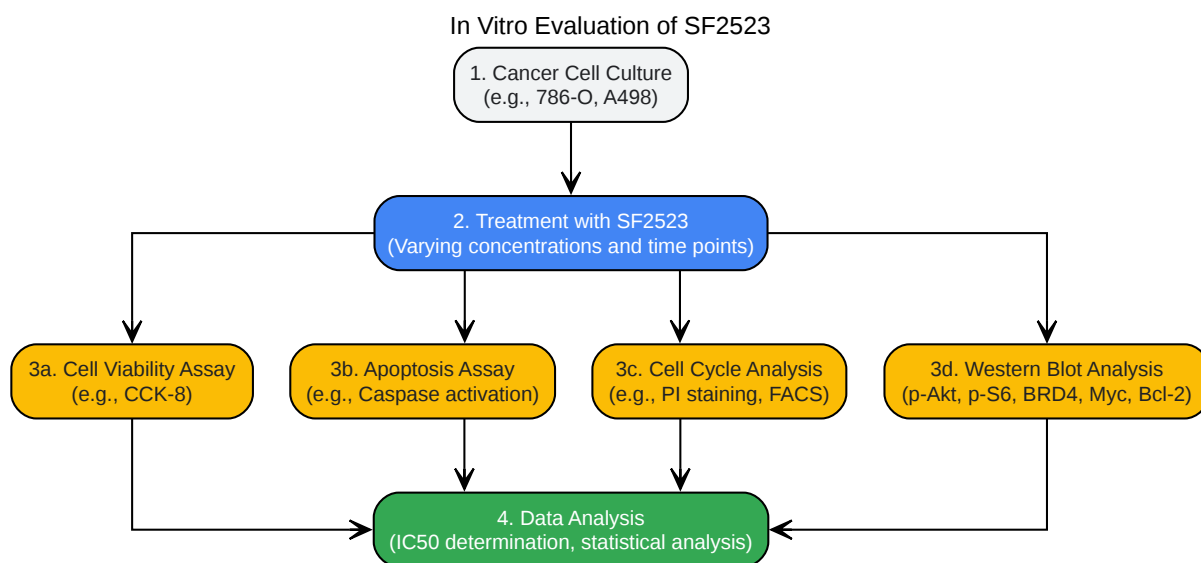 In Vitro Evaluation of SF2523
1. Cancer Cell Culture
(e.g., 786-O, A498)
2. Treatment with SF2523
(Varying concentrations and time points)
3a. Cell Viability Assay
(e.g., CCK-8)
3b. Apoptosis Assay
(e.g., Caspase activation)
3c. Cell Cycle Analysis
(e.g., PI staining, FACS)
3d. Western Blot Analysis
(p-Akt, p-S6, BRD4, Myc, Bcl-2)
4. Data Analysis
(IC50 determination, statistical analysis)